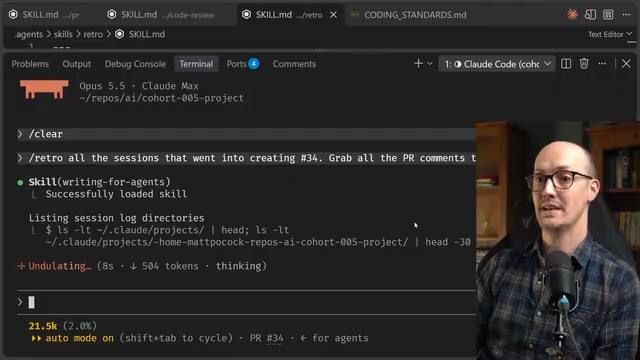 SKILL.md .../pr
SKILL.md .../code-review
SKILL.md .../retro
CODING_STANDARDS.md
.agents > skills > retro > SKILL.md
Text Editor
1
Problems Output Debug Console Terminal Ports 4 Comments
1: Claude Code (coho
Opus 5.5 · Claude Max
~/repos/ai/cohort-005-project
❯ /clear
❯ /retro all the sessions that went into creating #34. Grab all the PR comments t
● Skill(writing-for-agents)
└ Successfully loaded skill
Listing session log directories
└ $ ls -lt ~/.claude/projects/ | head; ls -lt
~/.claude/projects/-home-mattpocock-repos-ai-cohort-005-project/ | head -30
Undulating… (8s · ↓ 504 tokens · thinking)
❯
21.5k (2.0%)
⏵⏵ auto mode on (shift+tab to cycle) · PR #34 · ← for agents